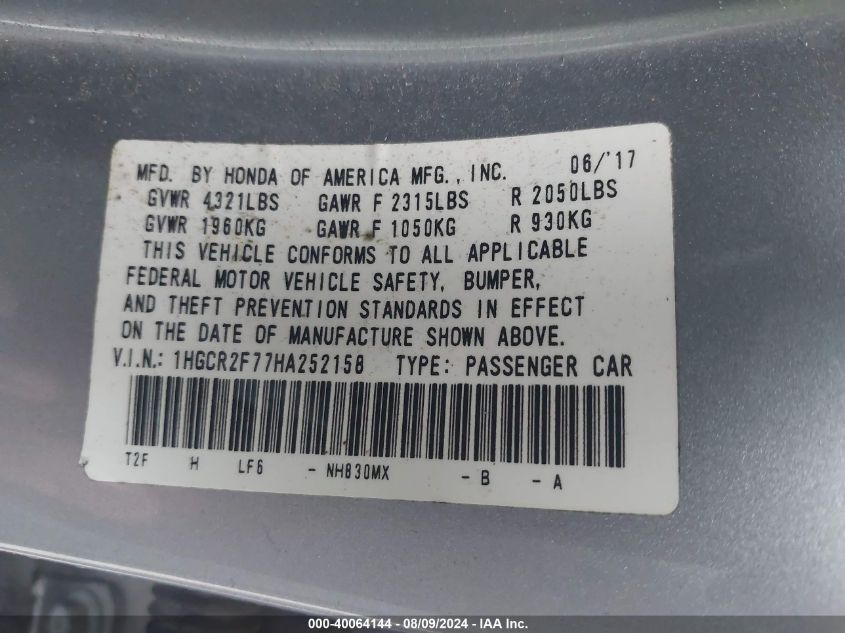 MFD. BY HONDA OF AMERICA MFG., INC. 06/'17
GVWR 4321LBS GAWR F 2315LBS R 2050LBS
GVWR 1960KG GAWR F 1050KG R 930KG
THIS VEHICLE CONFORMS TO ALL APPLICABLE
FEDERAL MOTOR VEHICLE SAFETY, BUMPER,
AND THEFT PREVENTION STANDARDS IN EFFECT
ON THE DATE OF MANUFACTURE SHOWN ABOVE.
V.I.N.: 1HGCR2F77HA252158 TYPE: PASSENGER CAR
T2F H LF6 - NH830MX - B - A
000-40064144 - 08/09/2024 - IAA Inc.